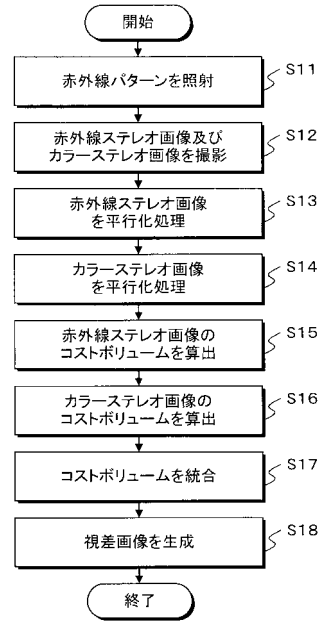 開始
赤外線パターンを照射
S11
赤外線ステレオ画像及び
カラーステレオ画像を撮影
S12
赤外線ステレオ画像
を平行化処理
S13
カラーステレオ画像
を平行化処理
S14
赤外線ステレオ画像の
コストボリュームを算出
S15
カラーステレオ画像の
コストボリュームを算出
S16
コストボリュームを統合
S17
視差画像を生成
S18
終了